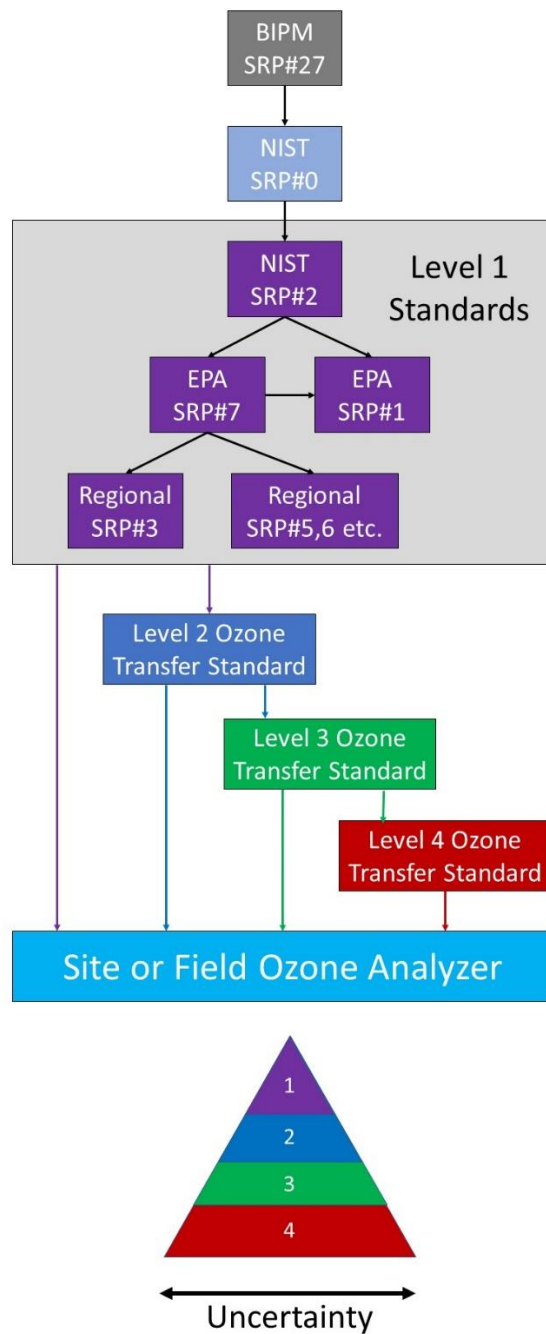 BIPM
SRP#27
NIST
SRP#0
NIST
SRP#2
Level 1
Standards
EPA
SRP#7
EPA
SRP#1
Regional
SRP#3
Regional
SRP#5,6 etc.
Level 2 Ozone
Transfer Standard
Level 3 Ozone
Transfer Standard
Level 4 Ozone
Transfer Standard
Site or Field Ozone Analyzer
1
2
3
4
Uncertainty